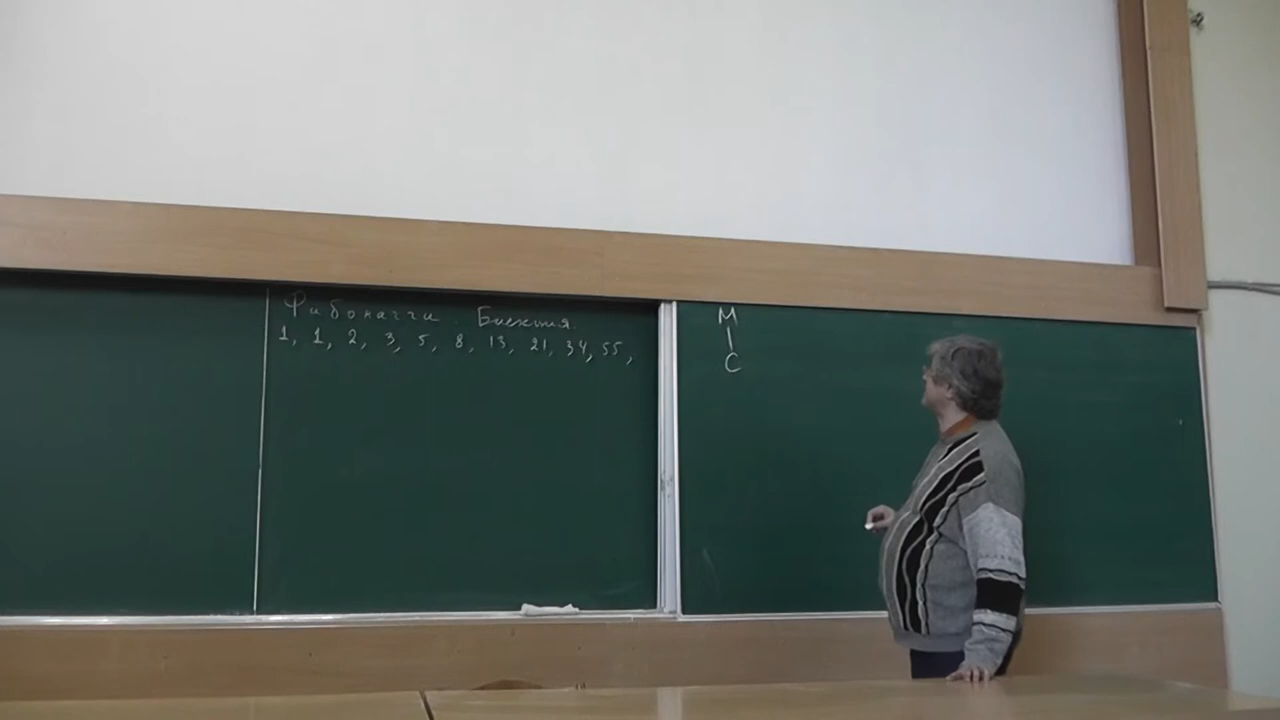 Фибоначчи. Биекция.
1, 1, 2, 3, 5, 8, 13, 21, 34, 55,
М
|
С